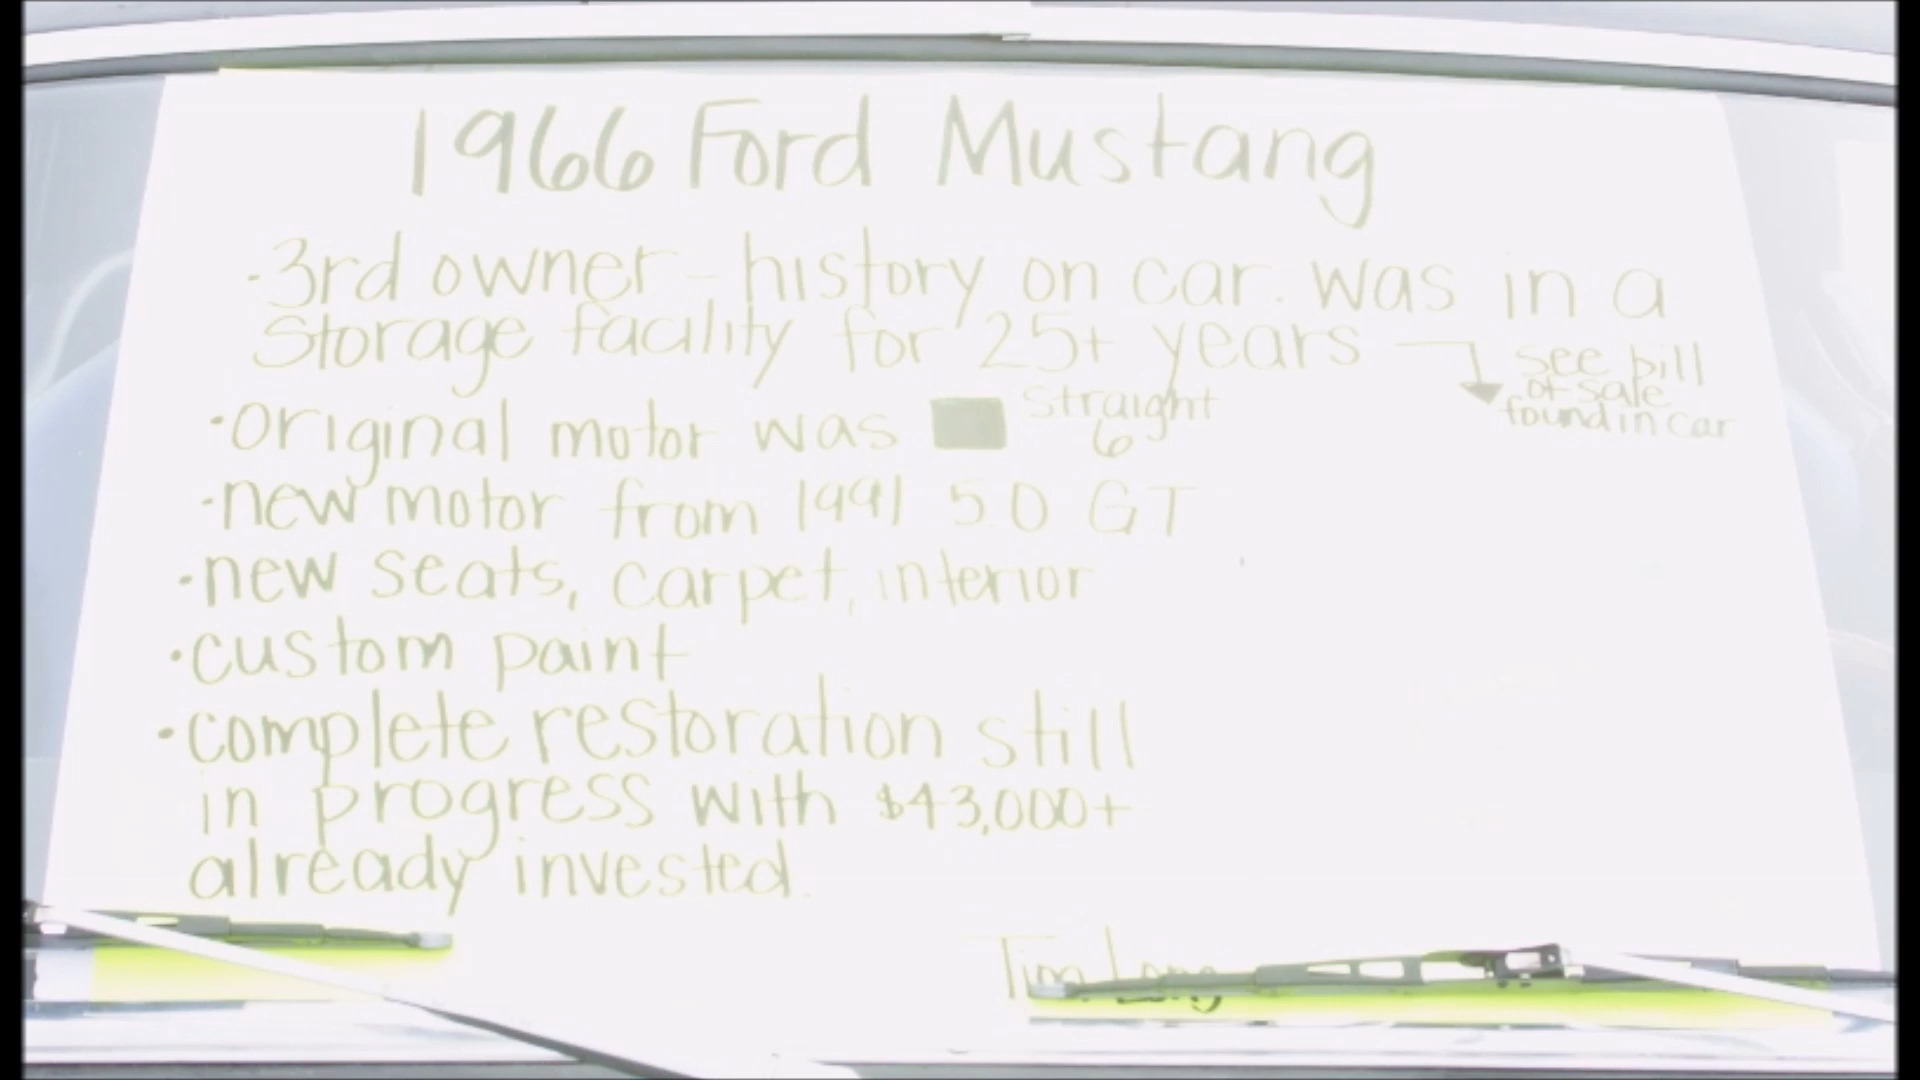 1966 Ford Mustang
·3rd owner - history on car. was in a
storage facility for 25+ years
see bill
of sale
found in car
·original motor was straight
6
·new motor from 1991 5.0 GT
·new seats, carpet, interior
·custom paint
·complete restoration still
in progress with $43,000+
already invested.
Tim Long